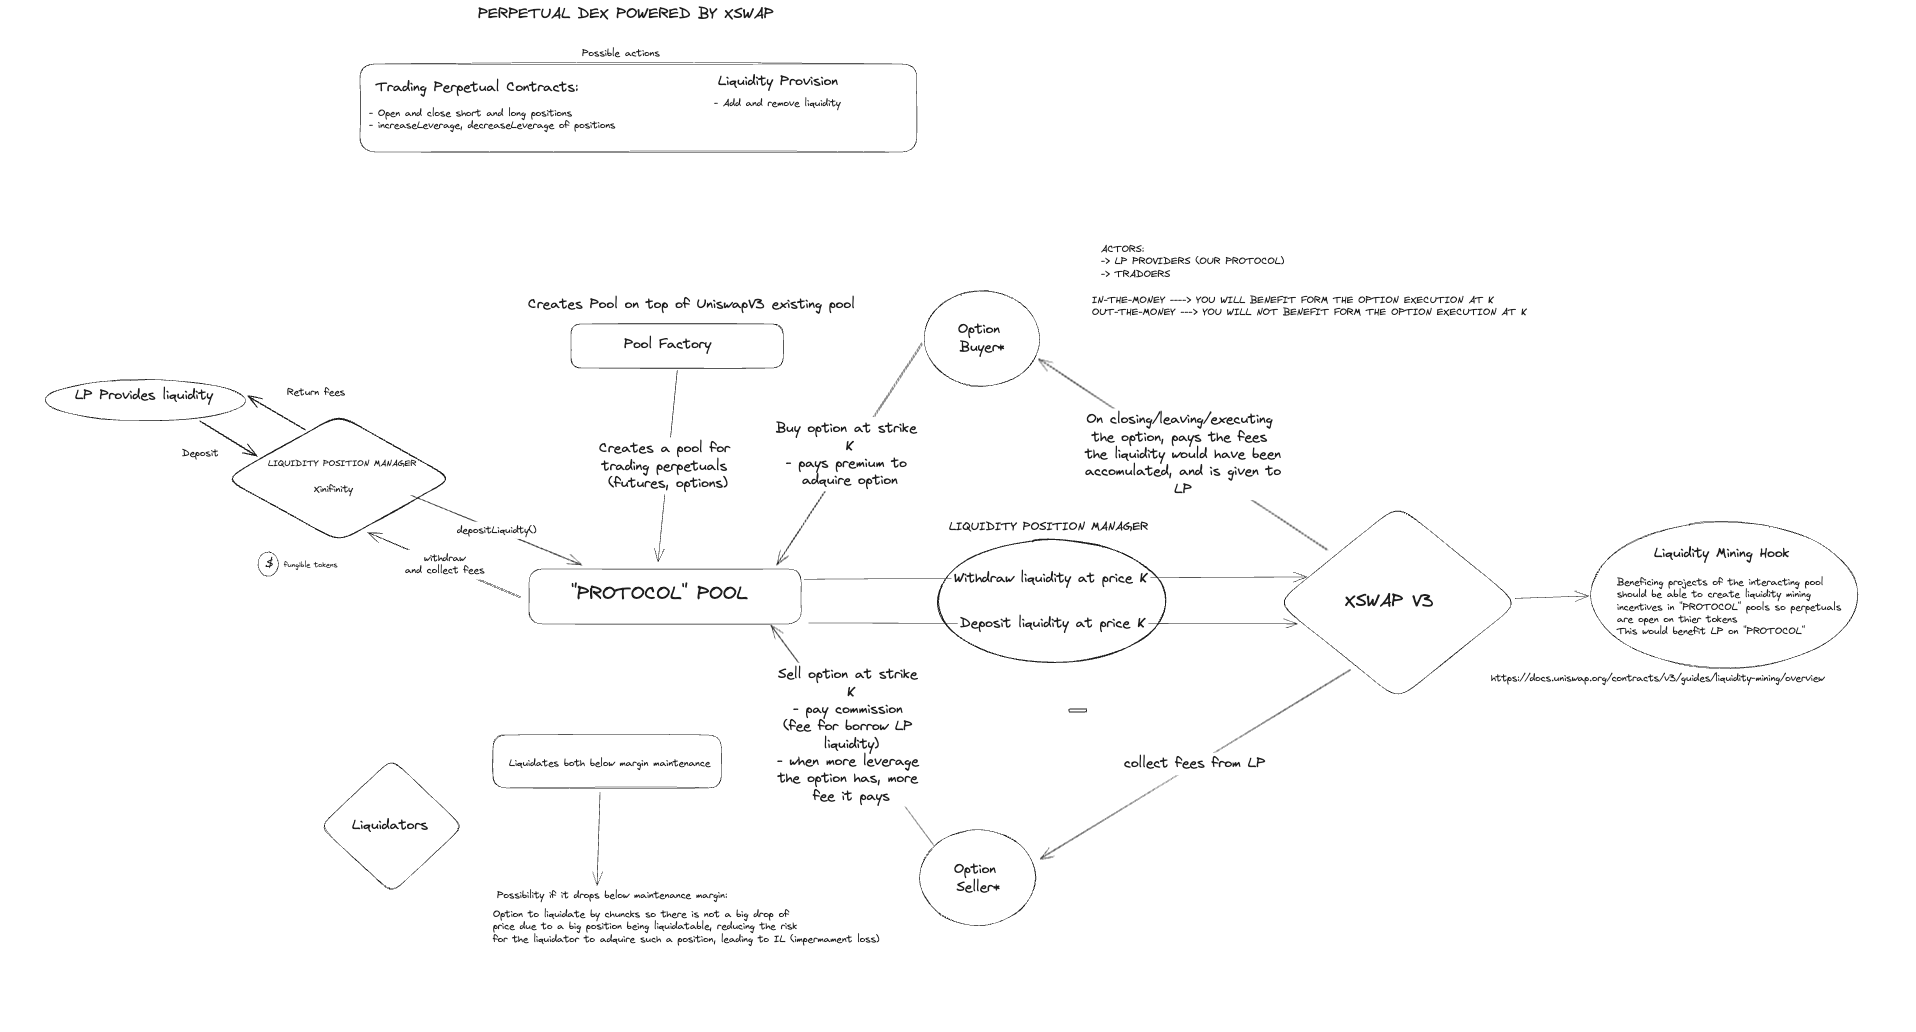 PERPETUAL DEX POWERED BY XSWAP
Possible actions
Trading Perpetual Contracts:
- Open and close short and long positions
- increaseLeverage, decreaseLeverage of positions
Liquidity Provision
- Add and remove liquidity
ACTORS:
-> LP PROVIDERS (OUR PROTOCOL)
-> TRADOERS
IN-THE-MONEY ----> YOU WILL BENEFIT FORM THE OPTION EXECUTION AT K
OUT-THE-MONEY ---> YOU WILL NOT BENEFIT FORM THE OPTION EXECUTION AT K
Creates Pool on top of UniswapV3 existing pool
Pool Factory
Option
Buyer*
LP Provides liquidity
Return fees
Deposit
LIQUIDITY POSITION MANAGER
Xinifinity
$
fungible tokens
depositLiquidty()
withdraw
and collect fees
Creates a pool for
trading perpetuals
(futures, options)
Buy option at strike
K
- pays premium to
adquire option
On closing/leaving/executing
the option, pays the fees
the liquidity would have been
accomulated, and is given to
LP
"PROTOCOL" POOL
LIQUIDITY POSITION MANAGER
Withdraw liquidity at price K
Deposit liquidity at price K
XSWAP V3
Liquidity Mining Hook
Beneficing projects of the interacting pool
should be able to create liquidity mining
incentives in "PROTOCOL" pools so perpetuals
are open on thier tokens
This would benefit LP on "PROTOCOL"
https://docs.uniswap.org/contracts/v3/guides/liquidity-mining/overview
Sell option at strike
K
- pay commission
(fee for borrow LP
liquidity)
- when more leverage
the option has, more
fee it pays
collect fees from LP
Option
Seller*
Liquidators
Liquidates both below margin maintenance
Possibility if it drops below maintenance margin:
Option to liquidate by chuncks so there is not a big drop of
price due to a big position being liquidatable, reducing the risk
for the liquidator to adquire such a position, leading to IL (impermament loss)